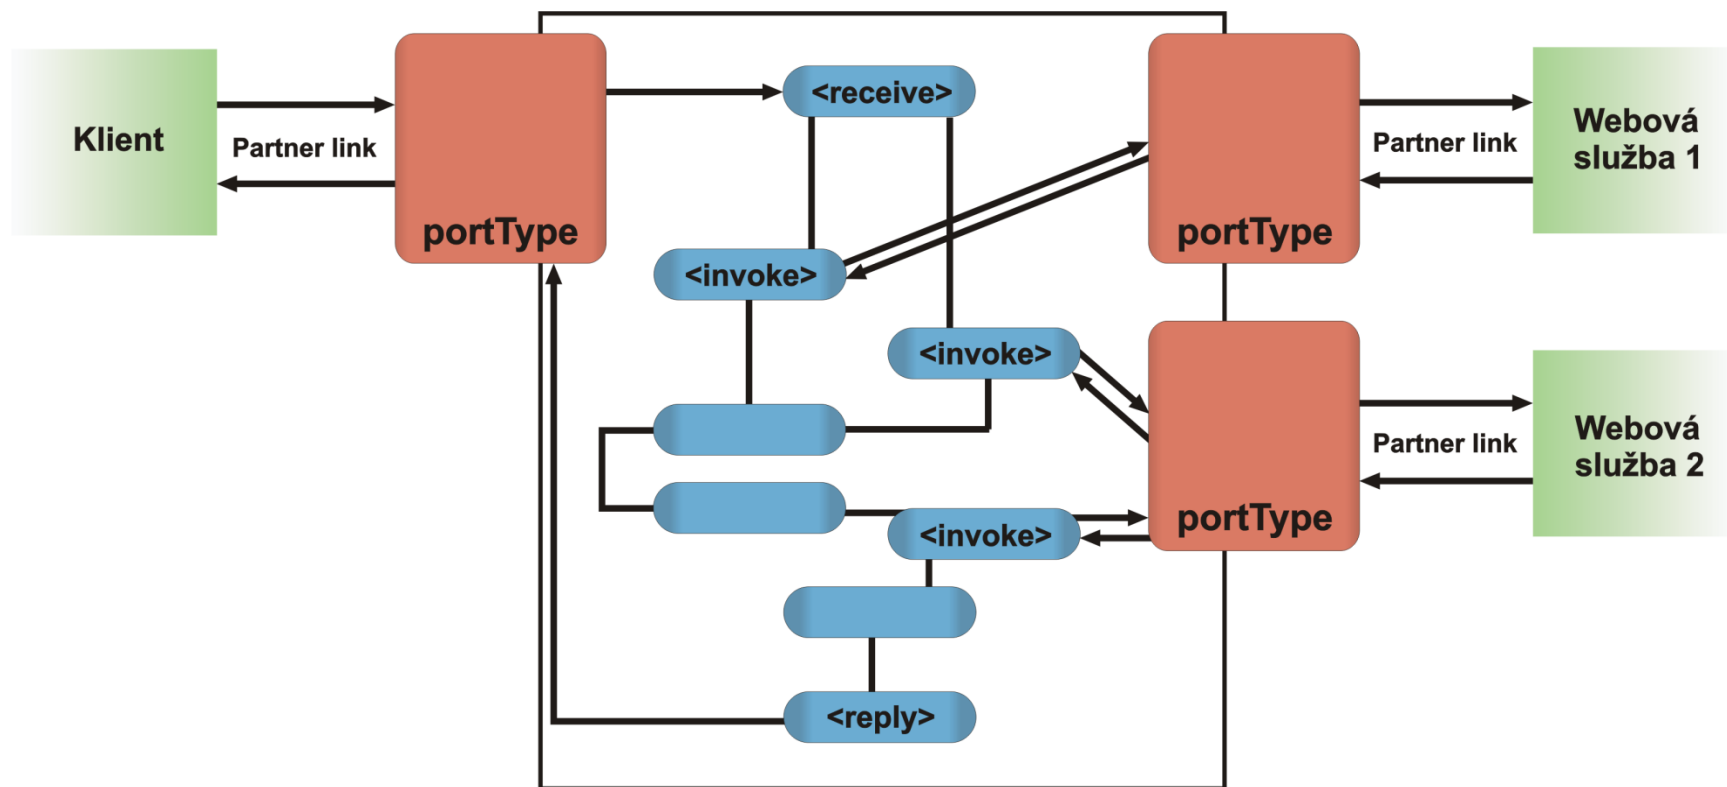 Klient
Partner link
portType
<receive>
<invoke>
<invoke>
<invoke>
<reply>
portType
Partner link
Webová
služba 1
portType
Partner link
Webová
služba 2